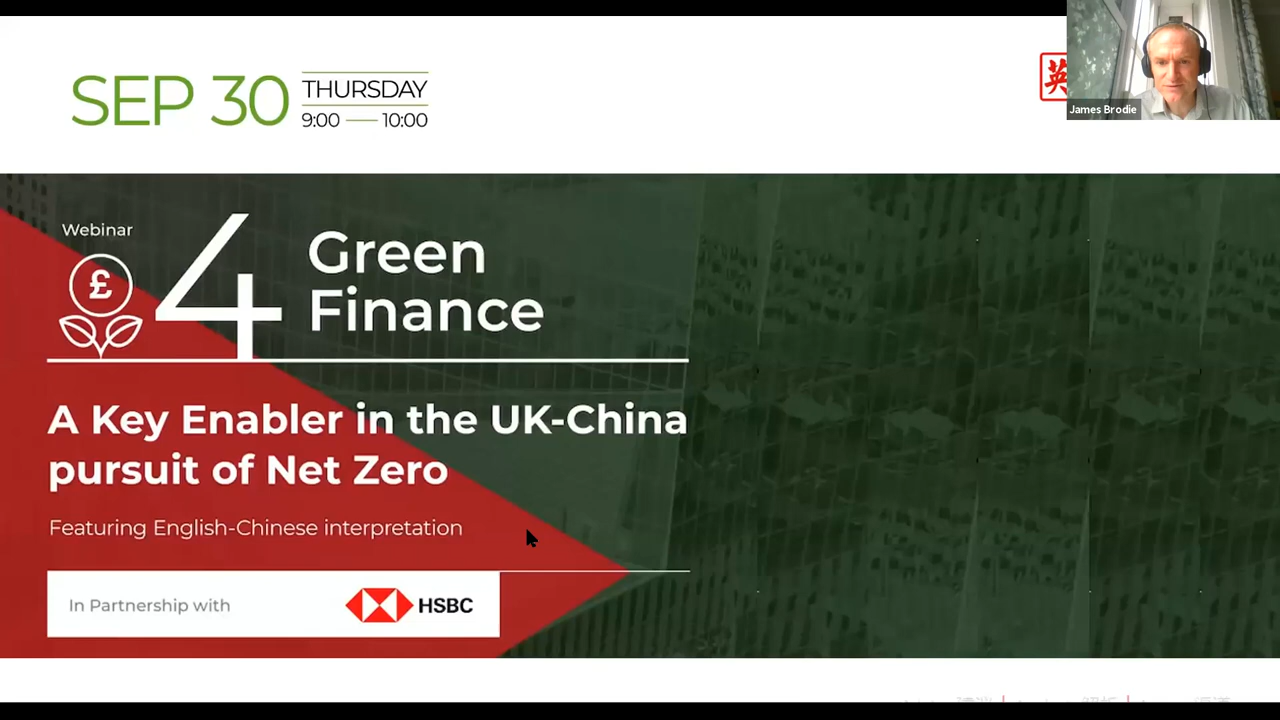 SEP 30
THURSDAY
9:00 — 10:00
英
James Brodie
Webinar
£
4
Green
Finance
A Key Enabler in the UK-China
pursuit of Net Zero
Featuring English-Chinese interpretation
In Partnership with
HSBC